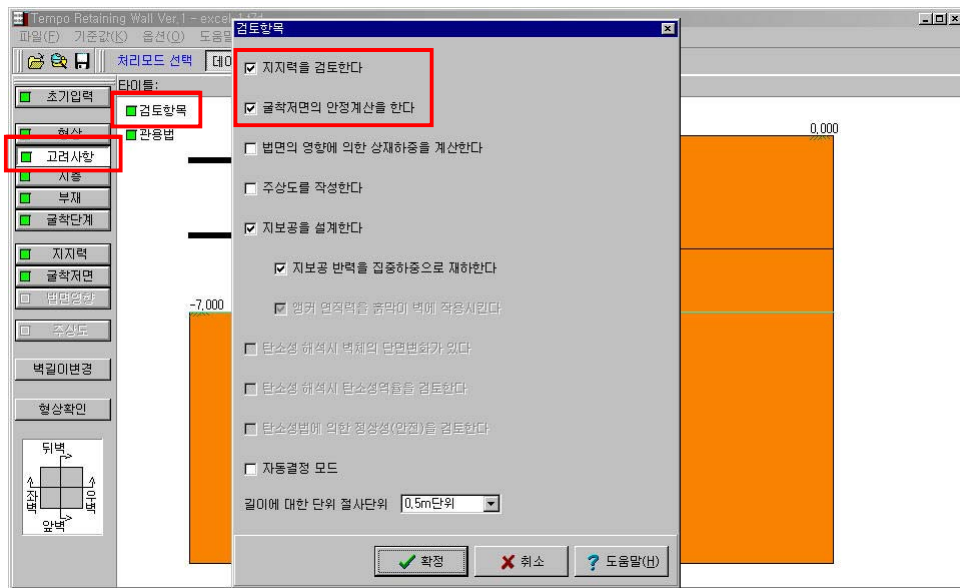 Tempo Retaining Wall Ver.1 - excel
파일(F) 기준값(K) 옵션(O) 도움말
처리모드 선택
타이틀:
초기입력
형상
고려사항
지층
부재
굴착단계
지지력
굴착저면
법면영향
주상도
벽길이변경
형상확인
뒤벽
좌벽
우벽
앞벽
검토항목
관용법
-7,000
0,000
검토항목
지지력을 검토한다
굴착저면의 안정계산을 한다
법면의 영향에 의한 상재하중을 계산한다
주상도를 작성한다
지보공을 설계한다
지보공 반력을 집중하중으로 재하한다
앵커 연직력을 흙막이 벽에 작용시킨다
탄소성 해석시 벽체의 단면변화가 있다
탄소성 해석시 탄소성역률을 검토한다
탄소성법에 의한 정상성(안전)을 검토한다
자동결정 모드
길이에 대한 단위 절사단위 0,5m단위
확정 취소 도움말(H)